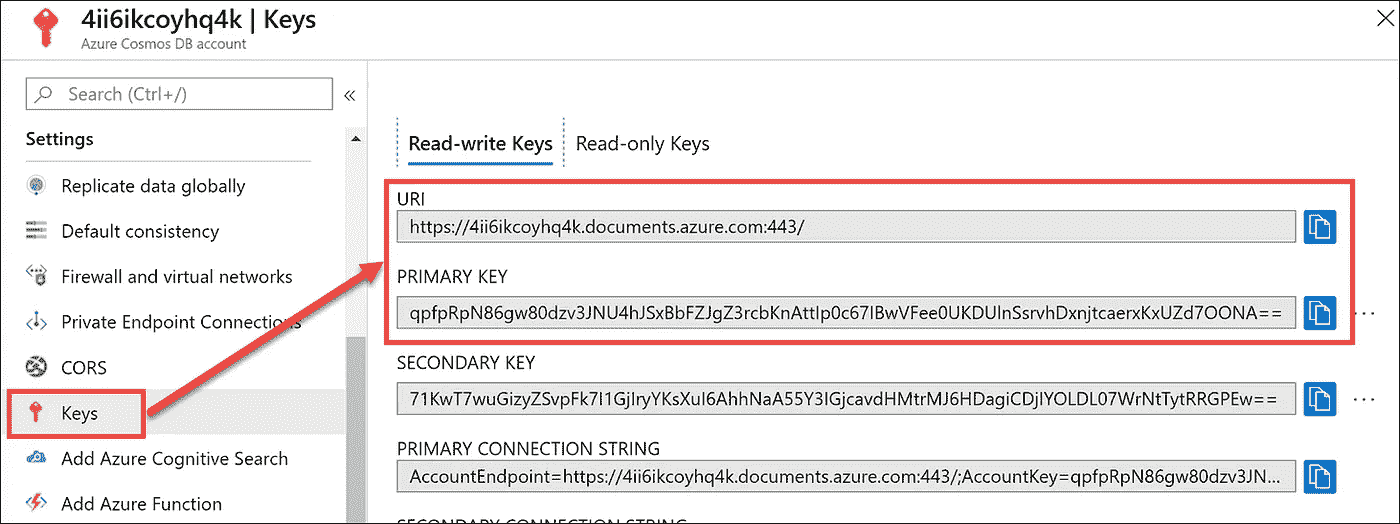 4ii6ikcoyhq4k | Keys
Azure Cosmos DB account
Search (Ctrl+/)
Settings
Replicate data globally
Default consistency
Firewall and virtual networks
Private Endpoint Connections
CORS
Keys
Add Azure Cognitive Search
Add Azure Function
Read-write Keys
Read-only Keys
URI
https://4ii6ikcoyhq4k.documents.azure.com:443/
PRIMARY KEY
qpfpRpN86gw80dzv3JNU4hJSxBbFZJgZ3rcbKnAttIp0c67IBwVFee0UKDUlnSsrvhDxnjtcaerxKxUZd7OONA==
SECONDARY KEY
71KwT7wuGizyZSvpFk7I1GjIryYKsXuI6AhhNaA55Y3IGjcavdHMtrMJ6HDagiCDjIYOLDL07WrNtTytRRGPEw==
PRIMARY CONNECTION STRING
AccountEndpoint=https://4ii6ikcoyhq4k.documents.azure.com:443/;AccountKey=qpfpRpN86gw80dzv3JN...
SECONDARY CONNECTION STRING